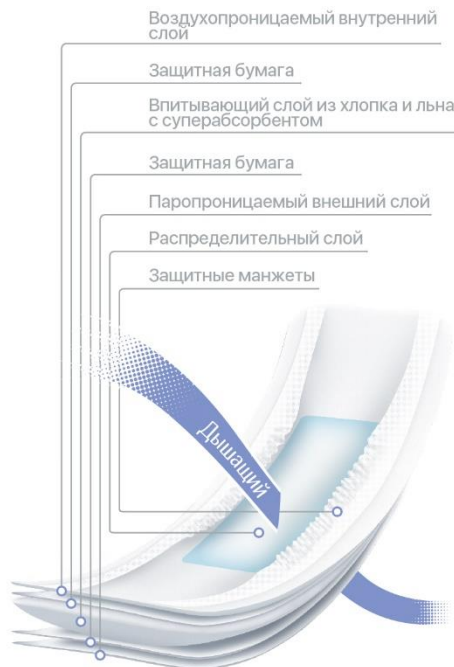 Воздухопроницаемый внутренний
слой
Защитная бумага
Впитывающий слой из хлопка и льна
с суперабсорбентом
Защитная бумага
Паропроницаемый внешний слой
Распределительный слой
Защитные манжеты
Дышащий